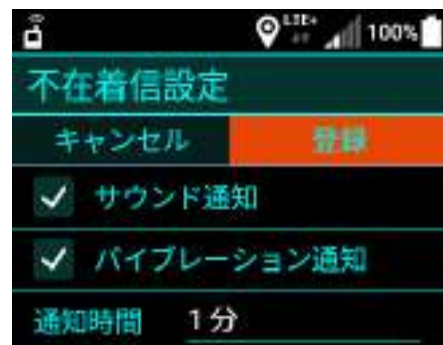 LTE+ 100%
不在着信設定
キャンセル 登録
サウンド通知
バイブレーション通知
通知時間 1分